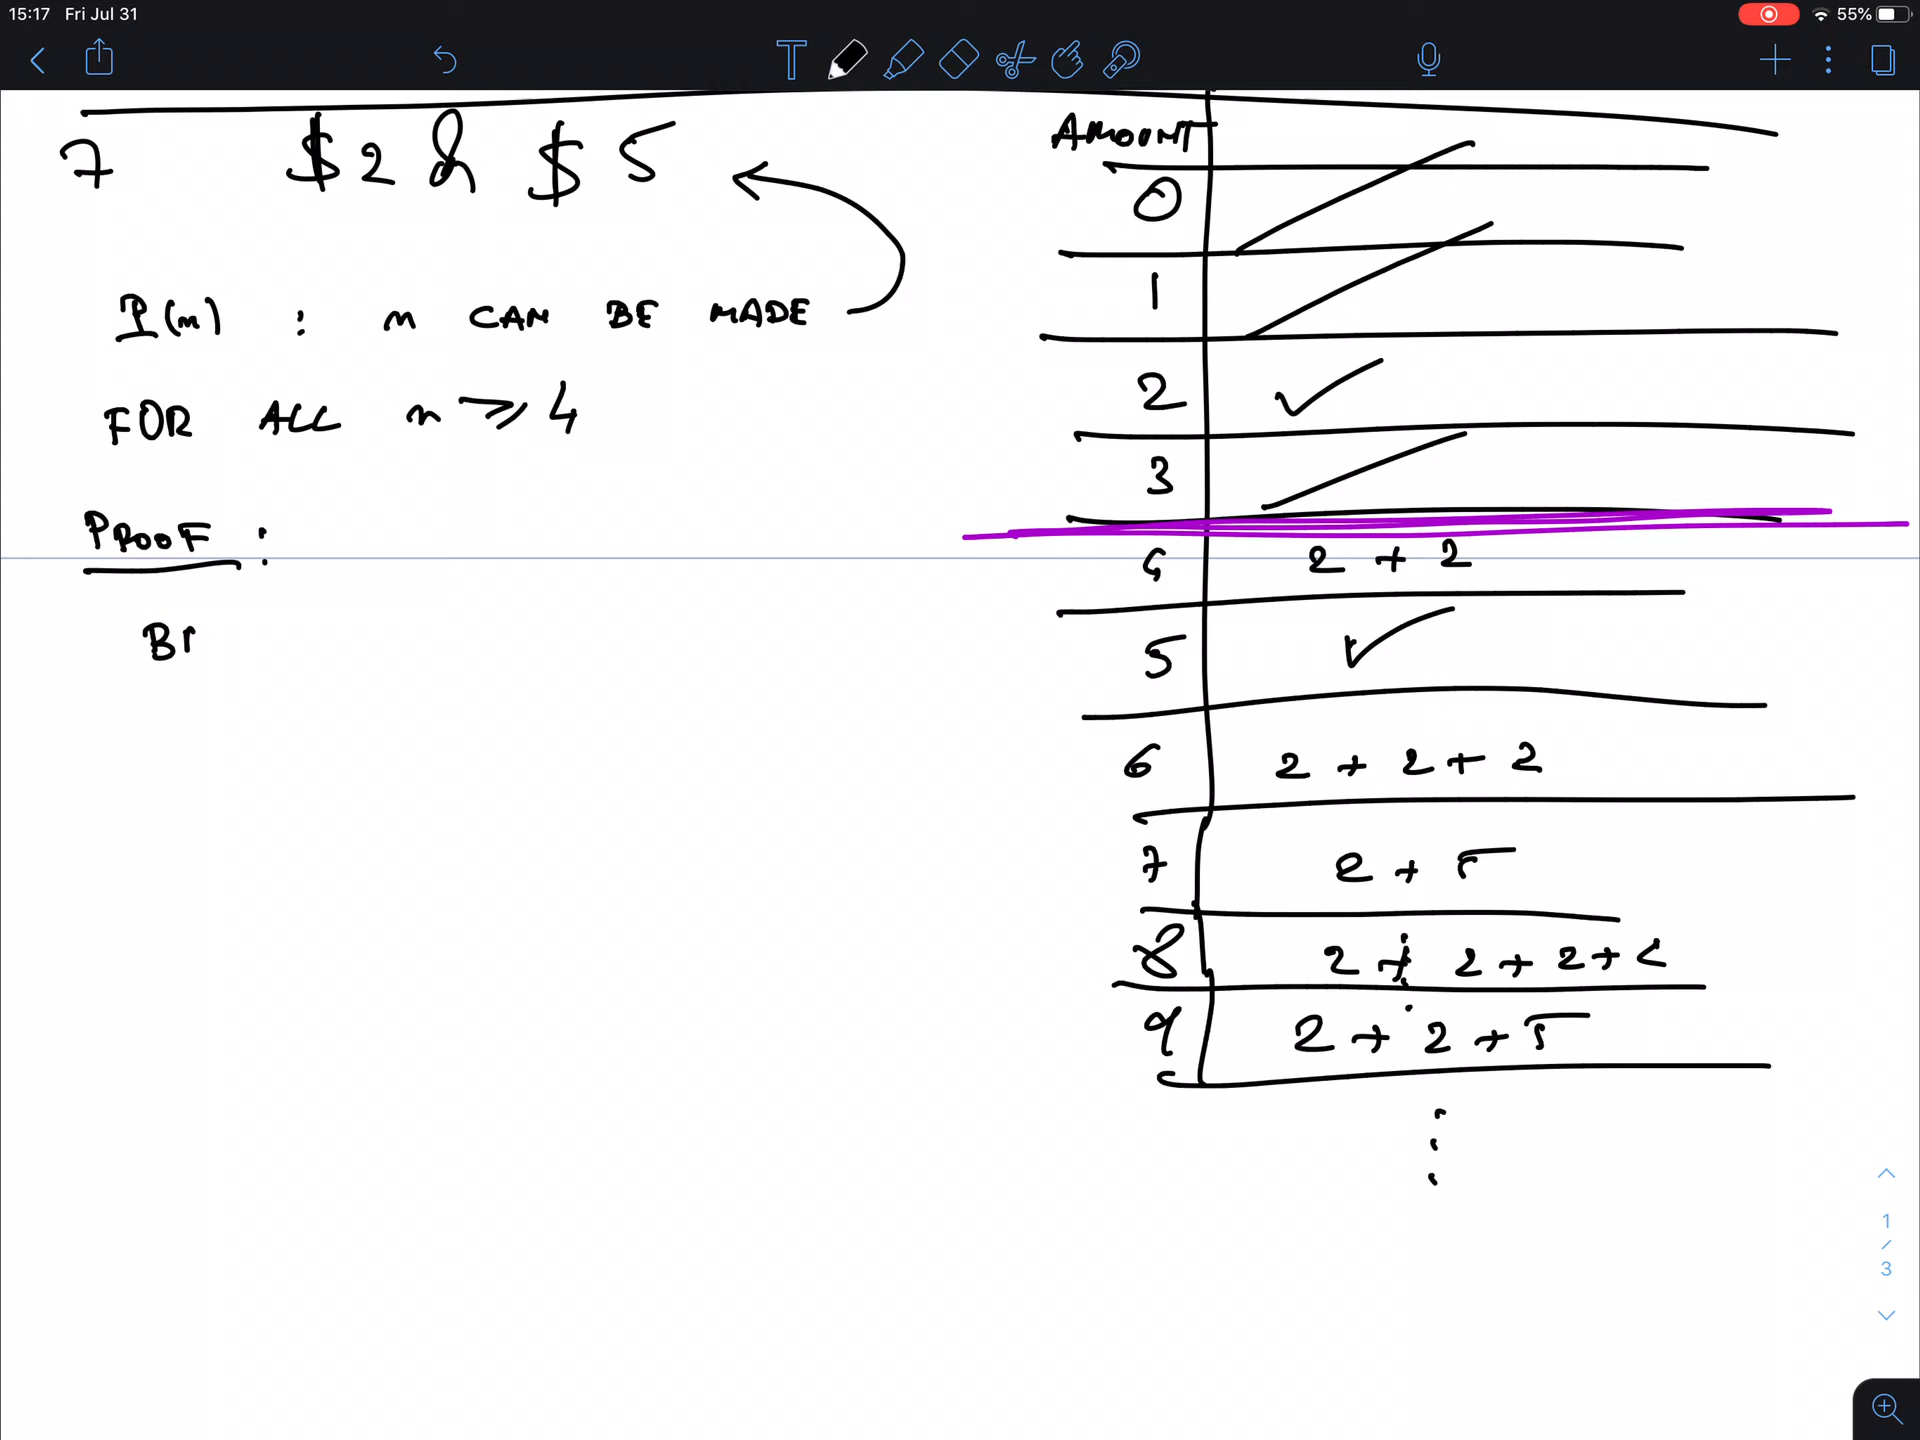 15:17 Fri Jul 31
55%
7 $2 & $5
P(n) : n CAN BE MADE
FOR ALL n ⩾ 4
PROOF :
B
AMOUNT
0
1
2 ✓
3
4 2 + 2
5 ✓
6 2 + 2 + 2
7 2 + 5
8 2 + 2 + 2 + 2
9 2 + 2 + 5
⋮
1
/
3